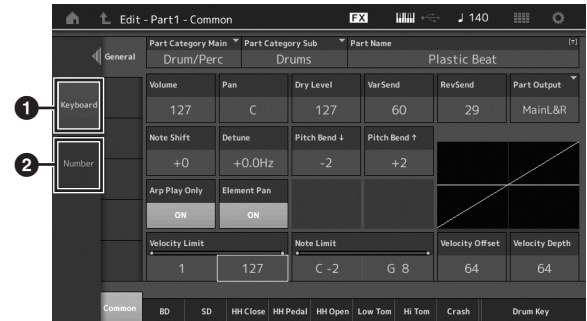 Edit - Part1 - Common FX ♩ 140
General
Part Category Main Part Category Sub Part Name [T]
Drum/Perc Drums Plastic Beat
1 Keyboard
Volume Pan Dry Level VarSend RevSend Part Output
127 C 127 60 29 MainL&R
2 Number
Note Shift Detune Pitch Bend ↓ Pitch Bend ↑
+0 +0.0Hz -2 +2
Arp Play Only Element Pan
ON ON
Velocity Limit Note Limit Velocity Offset Velocity Depth
1 127 C -2 G 8 64 64
Common BD SD HH Close HH Pedal HH Open Low Tom Hi Tom Crash Drum Key